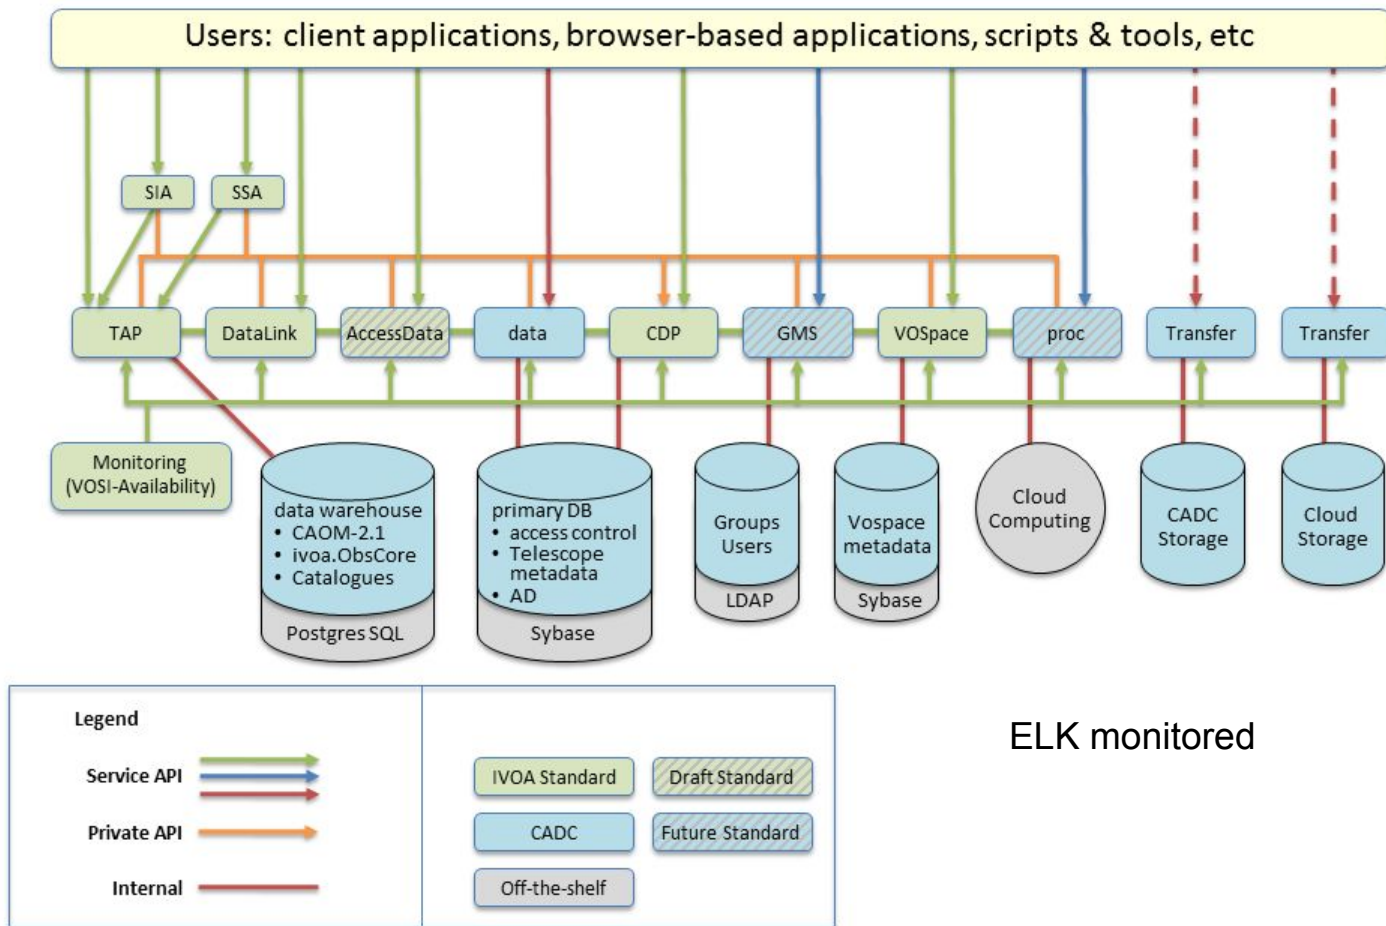 Users: client applications, browser-based applications, scripts & tools, etc
SIA
SSA
TAP
DataLink
AccessData
data
CDP
GMS
VOSpace
proc
Transfer
Transfer
Monitoring
(VOSI-Availability)
data warehouse
• CAOM-2.1
• ivoa.ObsCore
• Catalogues
Postgres SQL
primary DB
• access control
• Telescope
metadata
• AD
Sybase
Groups
Users
LDAP
Vospace
metadata
Sybase
Cloud
Computing
CADC
Storage
Cloud
Storage
Legend
Service API
Private API
Internal
IVOA Standard
Draft Standard
CADC
Future Standard
Off-the-shelf
ELK monitored